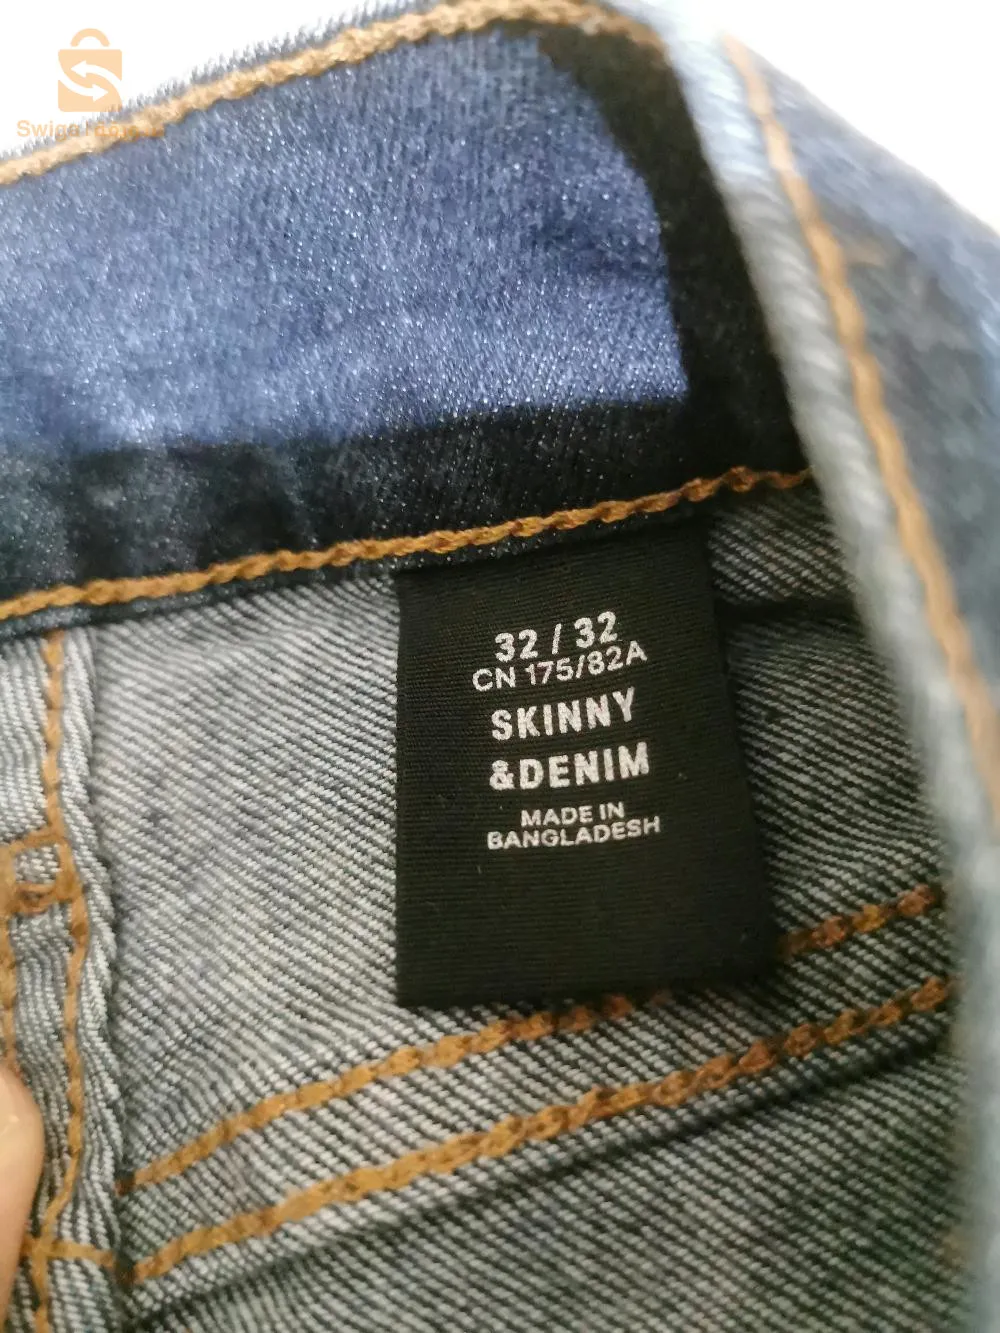 32 / 32
CN 175/82A
SKINNY
&DENIM
MADE IN
BANGLADESH